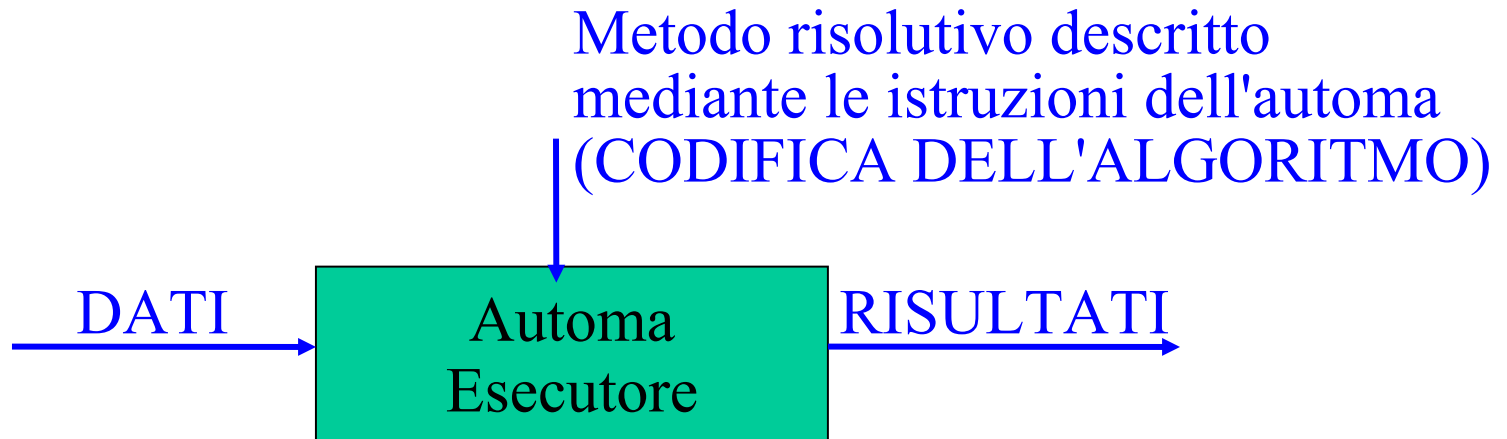 Metodo risolutivo descritto
mediante le istruzioni dell'automa
(CODIFICA DELL'ALGORITMO)
DATI
Automa
Esecutore
RISULTATI